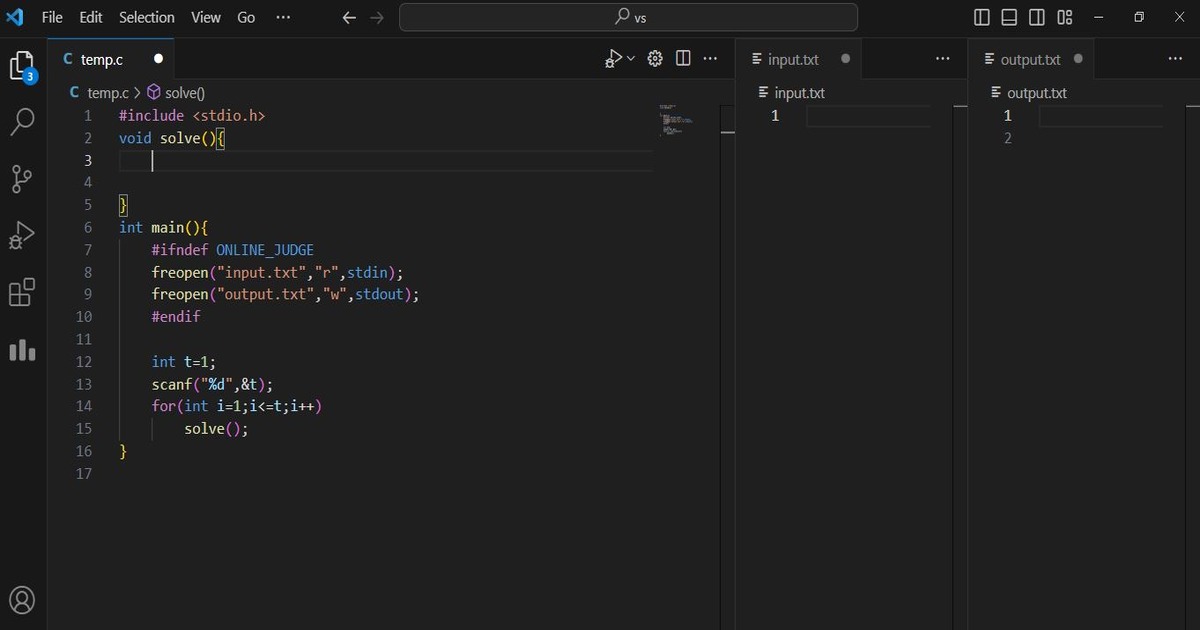 File Edit Selection View Go ···
vs
3
C temp.c
input.txt
output.txt
C temp.c > solve()
input.txt
output.txt
1 #include <stdio.h>
2 void solve(){
3
4
5 }
6 int main(){
7 #ifndef ONLINE_JUDGE
8 freopen("input.txt","r",stdin);
9 freopen("output.txt","w",stdout);
10 #endif
11
12 int t=1;
13 scanf("%d",&t);
14 for(int i=1;i<=t;i++)
15 solve();
16 }
17
1
1
2